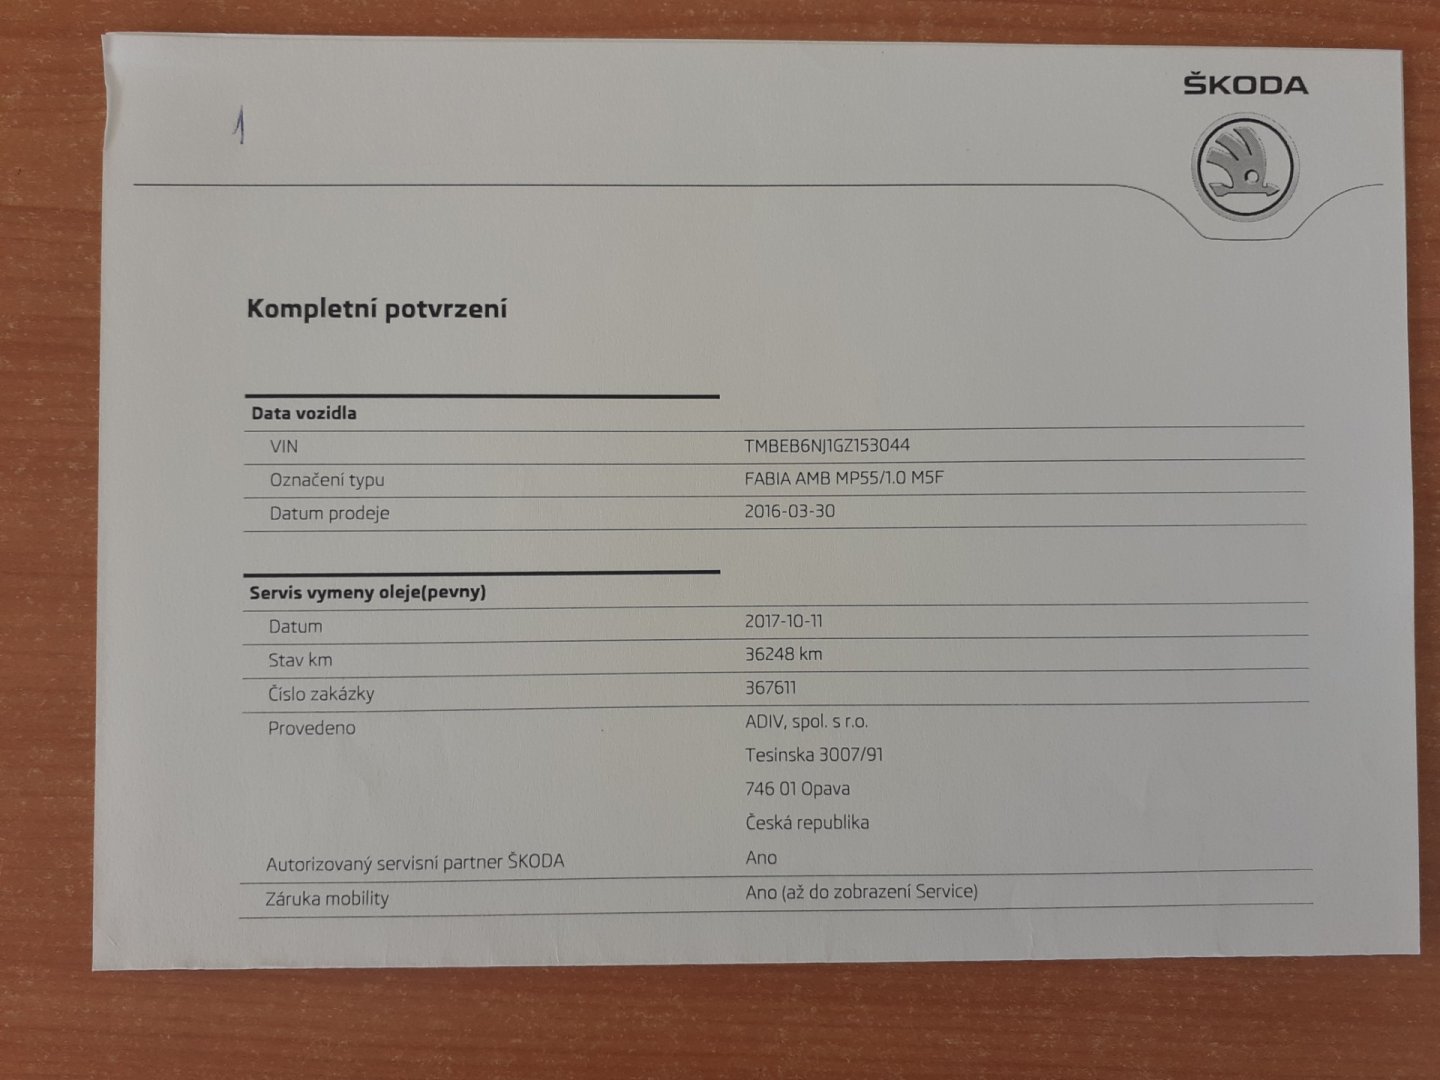 ŠKODA
1
Kompletní potvrzení
Data vozidla
VIN TMBEB6NJ1GZ153044
Označení typu FABIA AMB MP55/1.0 M5F
Datum prodeje 2016-03-30
Servis vymeny oleje(pevny)
Datum 2017-10-11
Stav km 36248 km
Číslo zakázky 367611
Provedeno ADIV, spol. s r.o.
Tesinska 3007/91
746 01 Opava
Česká republika
Autorizovaný servisní partner ŠKODA Ano
Záruka mobility Ano (až do zobrazení Service)